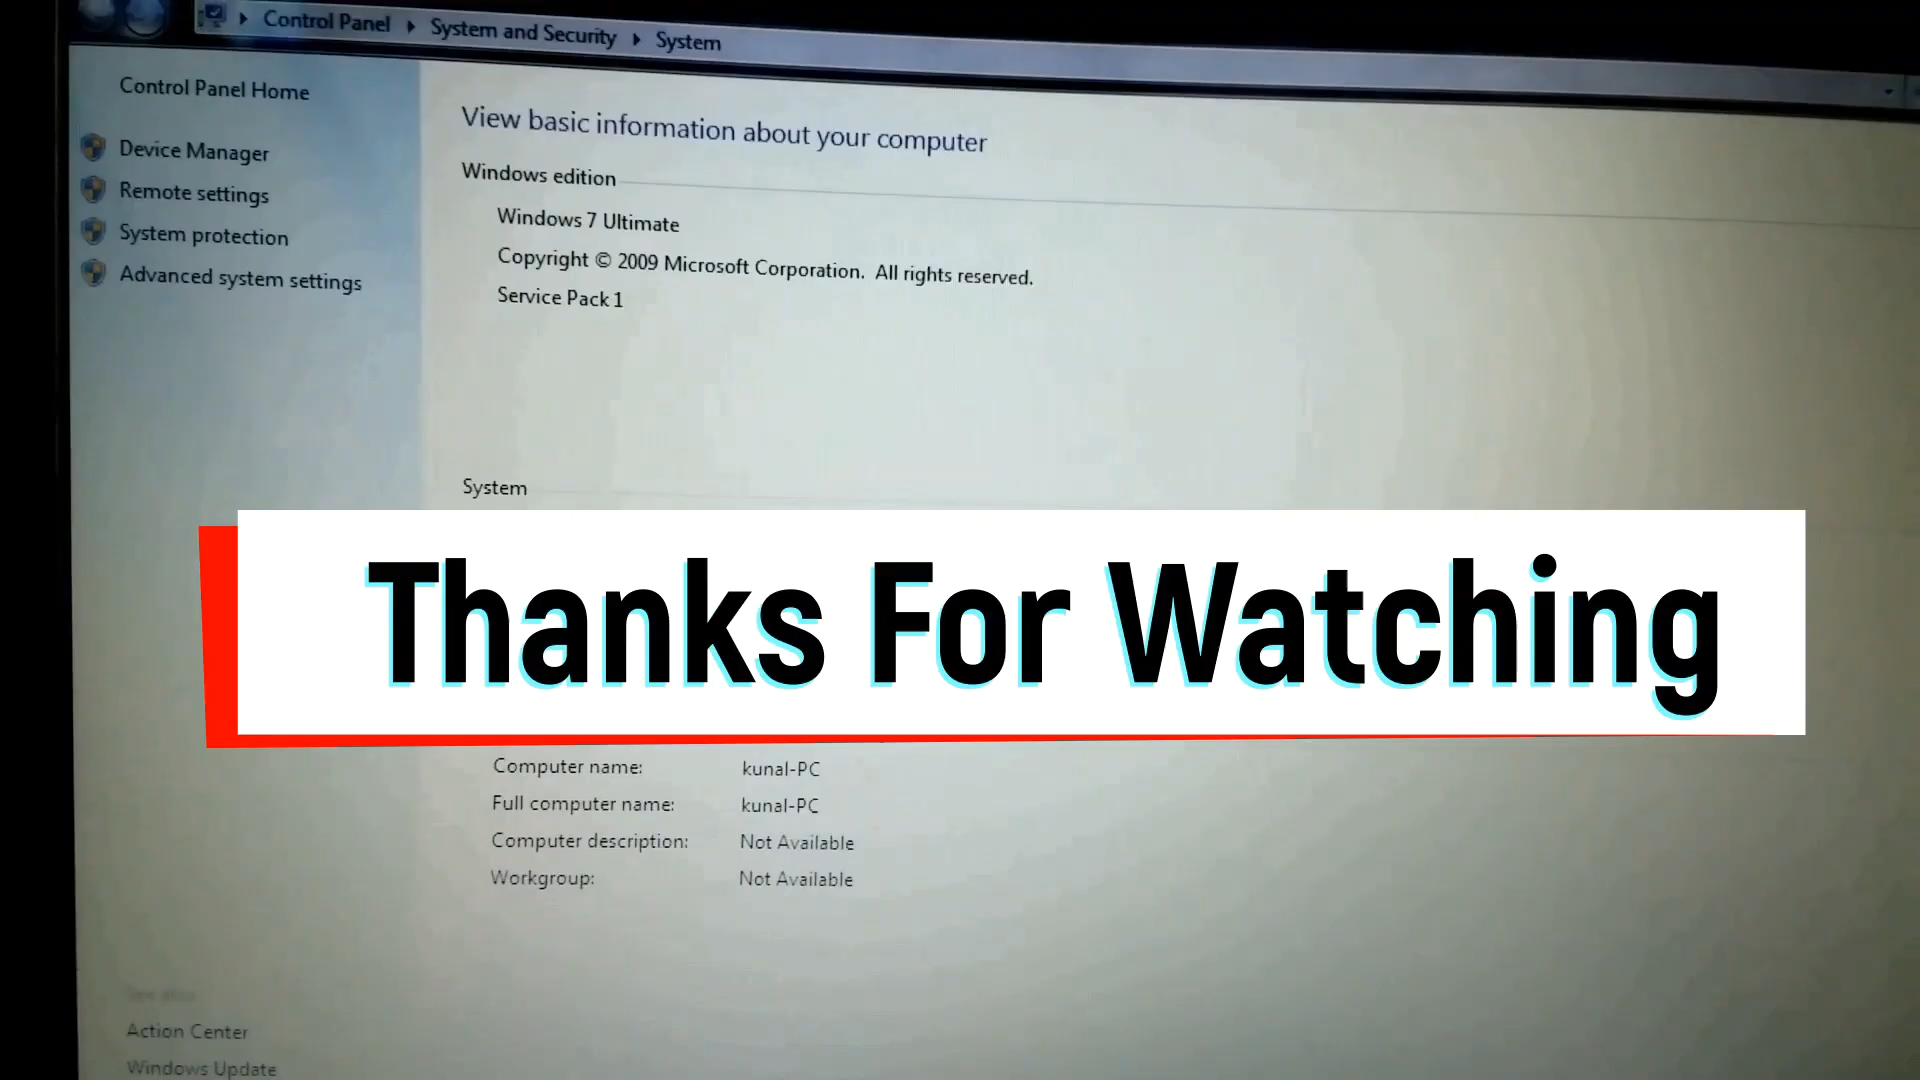 Control Panel ▸ System and Security ▸ System
Control Panel Home
Device Manager
Remote settings
System protection
Advanced system settings
View basic information about your computer
Windows edition
Windows 7 Ultimate
Copyright © 2009 Microsoft Corporation. All rights reserved.
Service Pack 1
System
Thanks For Watching
Computer name: kunal-PC
Full computer name: kunal-PC
Computer description: Not Available
Workgroup: Not Available
See also
Action Center
Windows Update